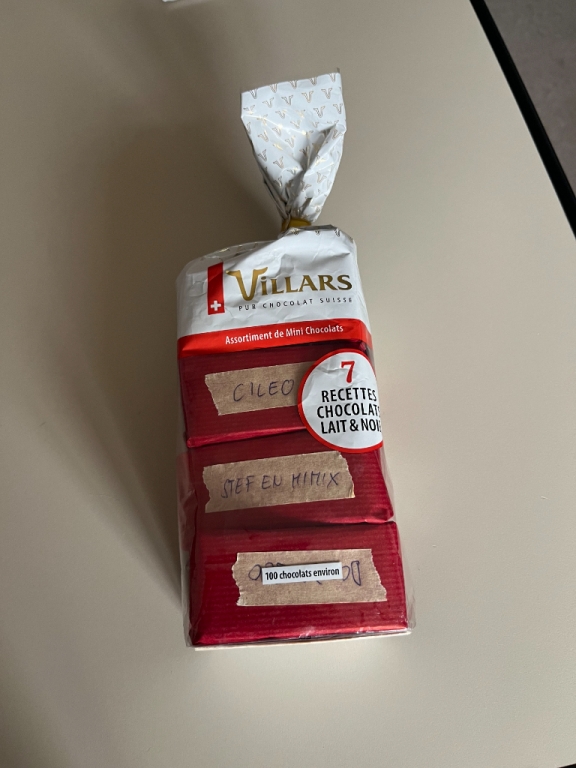 VILLARS
PUR CHOCOLAT SUISSE
Assortiment de Mini Chocolats
7
RECETTES
CHOCOLAT
LAIT & NOI
CILEO
STEF EN MIMIX
100 chocolats environ